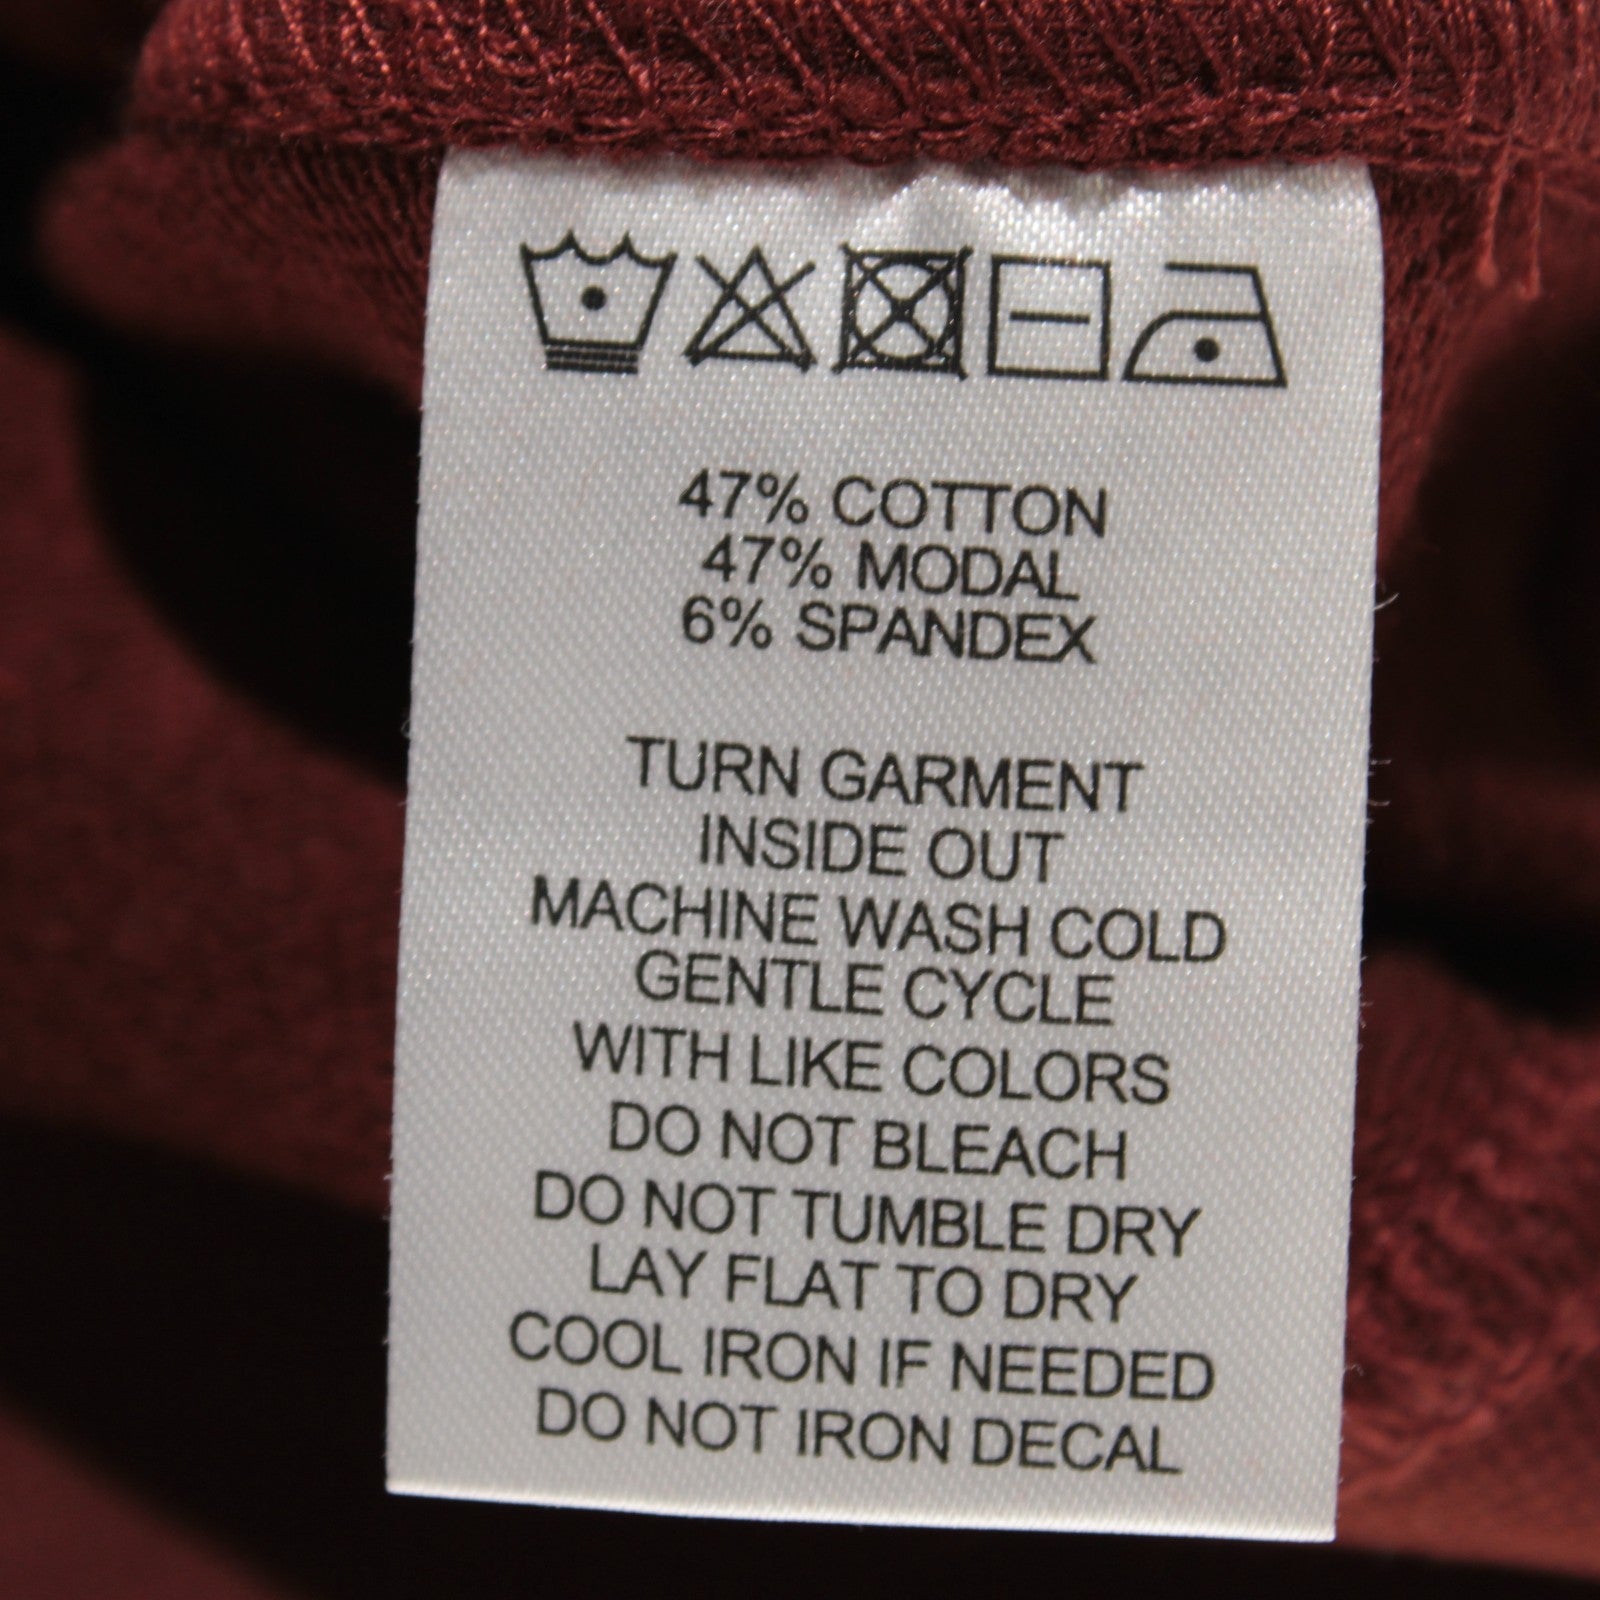 47% COTTON
47% MODAL
6% SPANDEX
TURN GARMENT
INSIDE OUT
MACHINE WASH COLD
GENTLE CYCLE
WITH LIKE COLORS
DO NOT BLEACH
DO NOT TUMBLE DRY
LAY FLAT TO DRY
COOL IRON IF NEEDED
DO NOT IRON DECAL